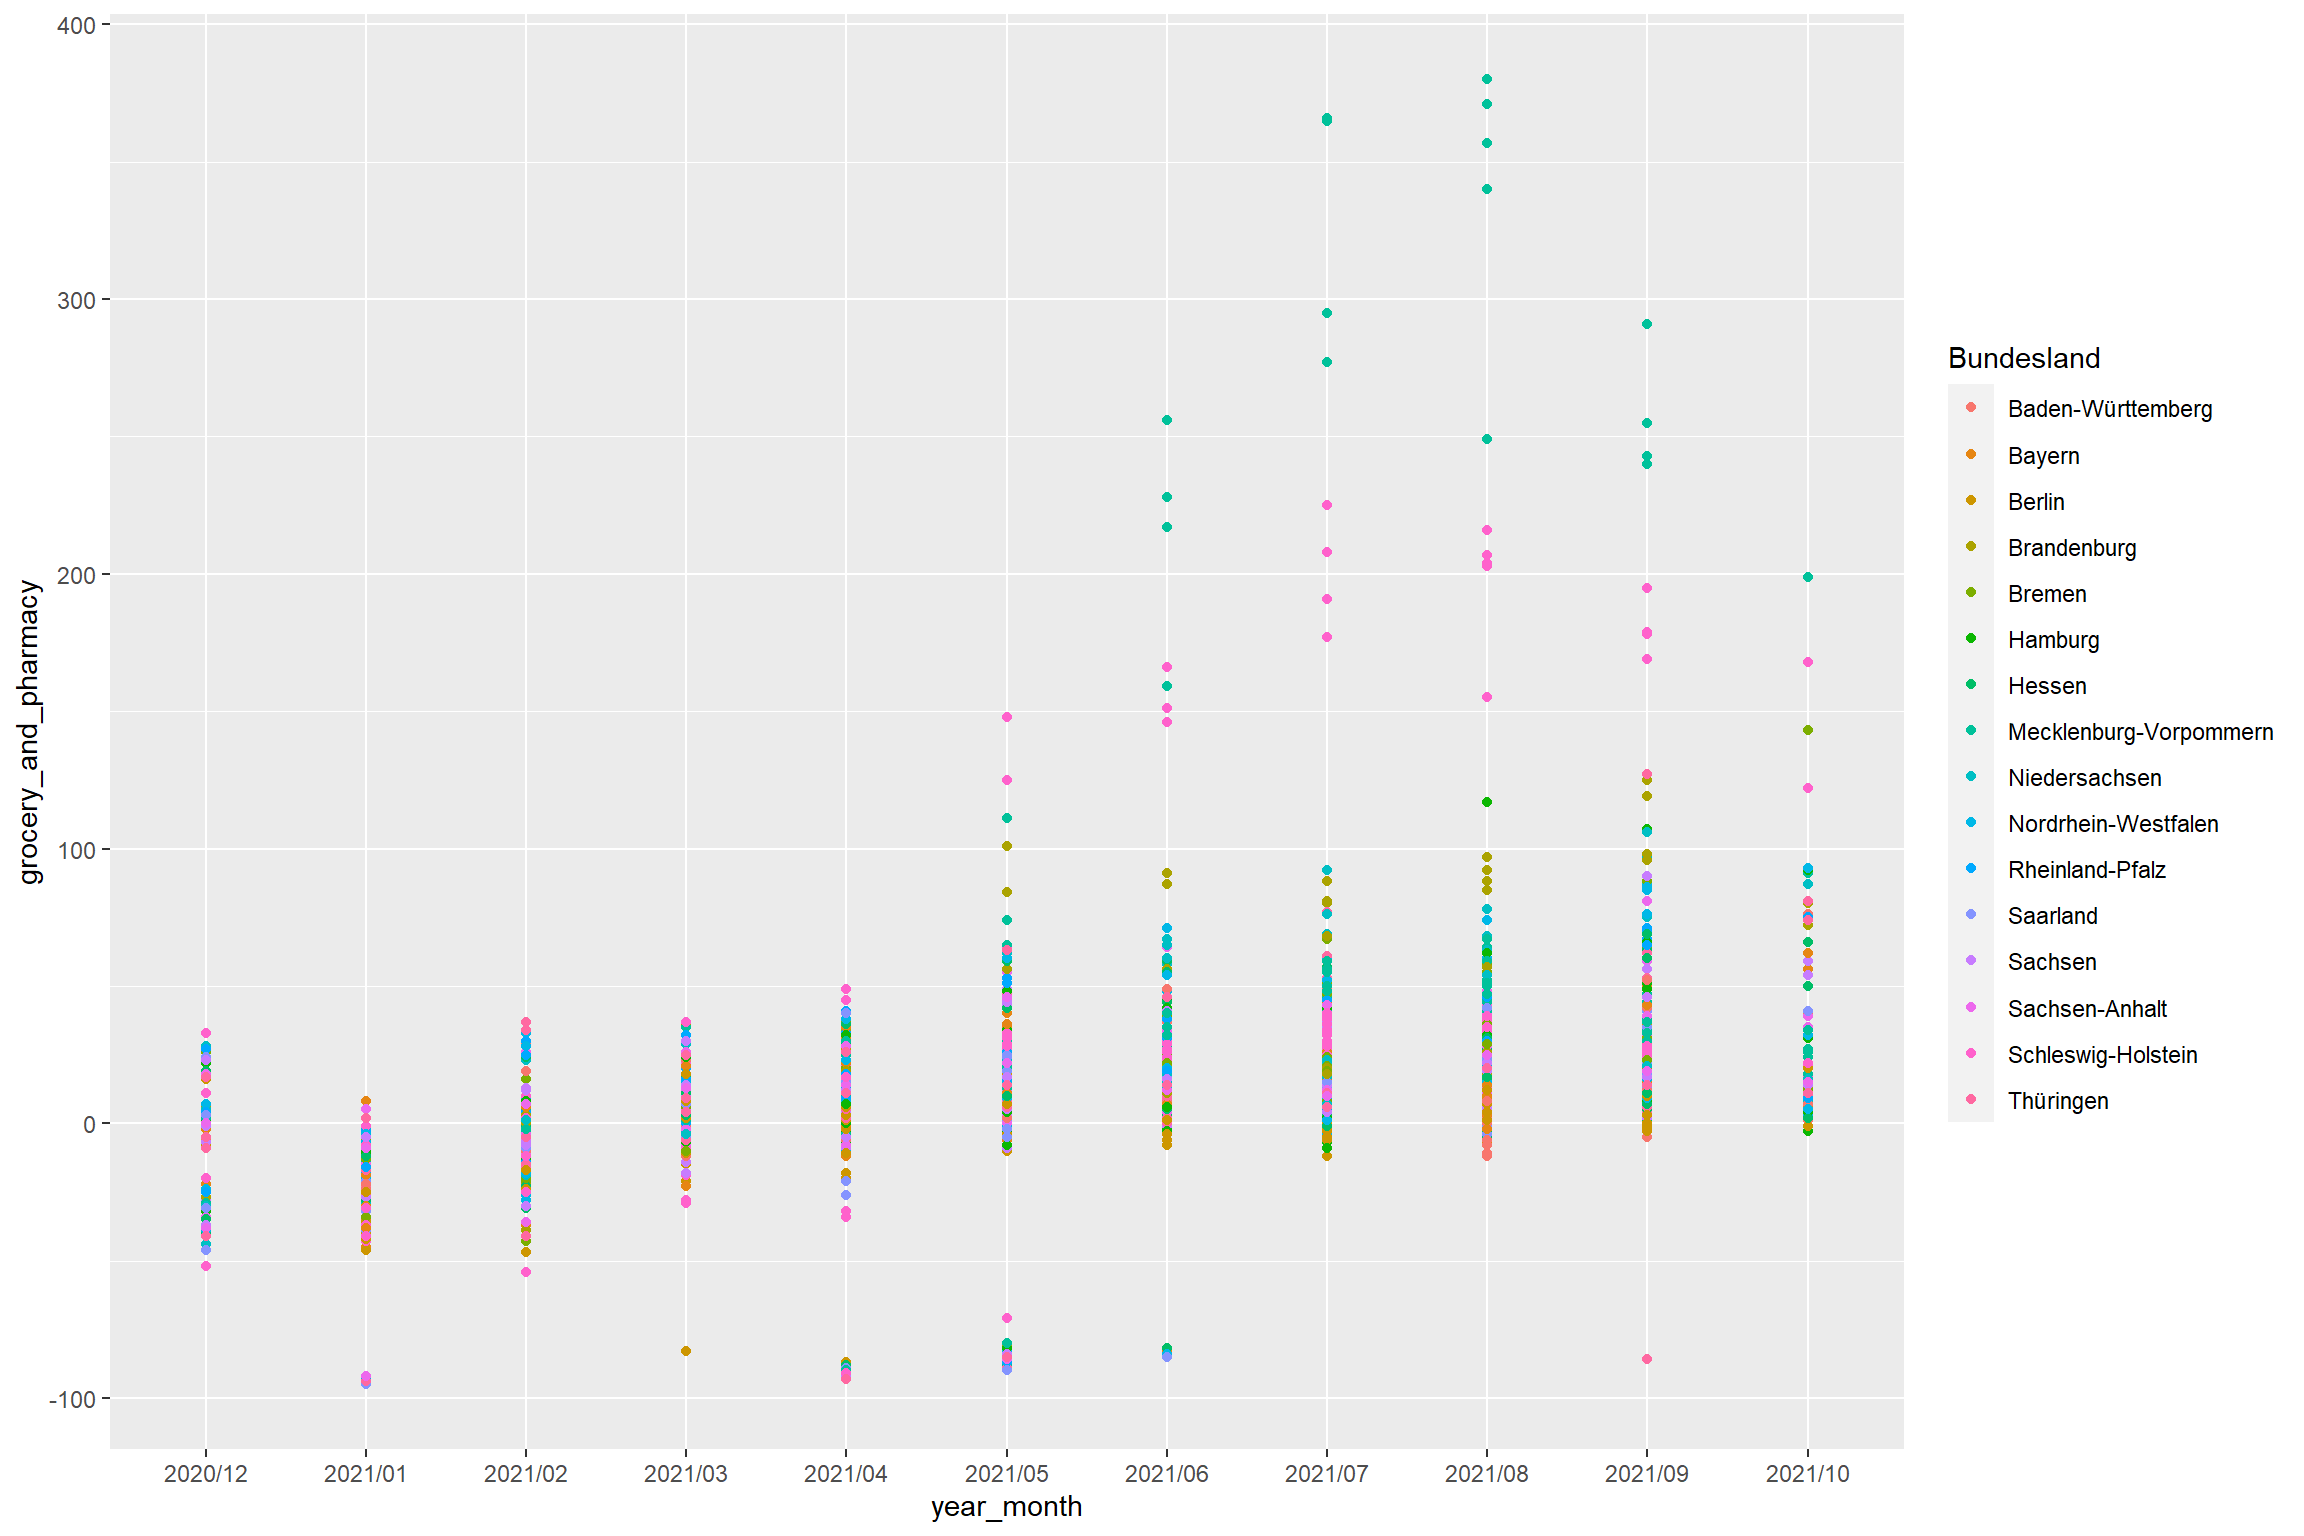 400
300
200
100
0
-100
grocery_and_pharmacy
2020/12 2021/01 2021/02 2021/03 2021/04 2021/05 2021/06 2021/07 2021/08 2021/09 2021/10
year_month
Bundesland
Baden-Württemberg
Bayern
Berlin
Brandenburg
Bremen
Hamburg
Hessen
Mecklenburg-Vorpommern
Niedersachsen
Nordrhein-Westfalen
Rheinland-Pfalz
Saarland
Sachsen
Sachsen-Anhalt
Schleswig-Holstein
Thüringen